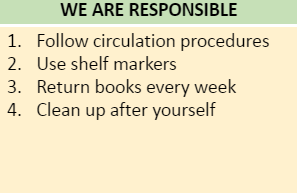 WE ARE RESPONSIBLE
1. Follow circulation procedures
2. Use shelf markers
3. Return books every week
4. Clean up after yourself